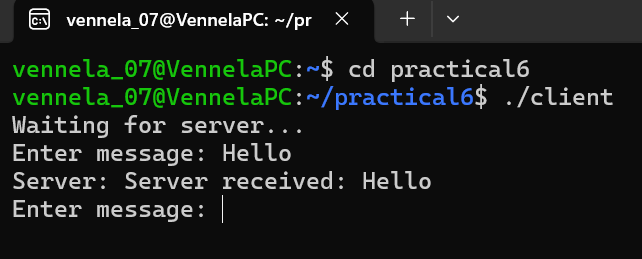 vennela_07@VennelaPC: ~/pr
vennela_07@VennelaPC:~$ cd practical6
vennela_07@VennelaPC:~/practical6$ ./client
Waiting for server...
Enter message: Hello
Server: Server received: Hello
Enter message: